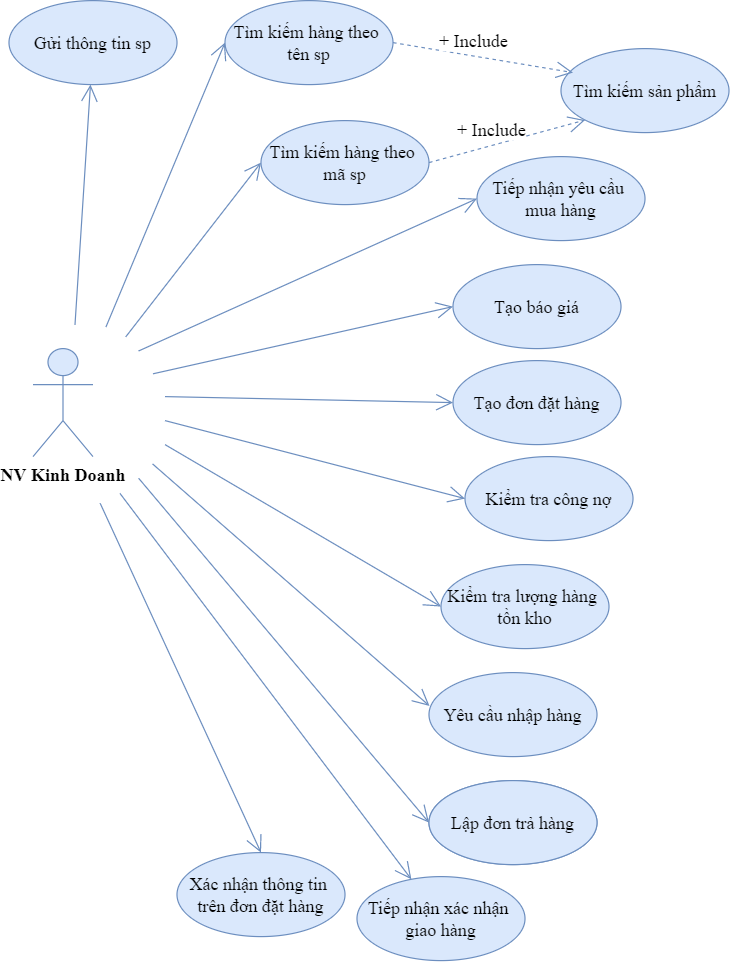 Gửi thông tin sp
Tìm kiếm hàng theo
tên sp
+ Include
Tìm kiếm sản phẩm
Tìm kiếm hàng theo
mã sp
+ Include
Tiếp nhận yêu cầu
mua hàng
Tạo báo giá
Tạo đơn đặt hàng
NV Kinh Doanh
Kiểm tra công nợ
Kiểm tra lượng hàng
tồn kho
Yêu cầu nhập hàng
Lập đơn trả hàng
Xác nhận thông tin
trên đơn đặt hàng
Tiếp nhận xác nhận
giao hàng